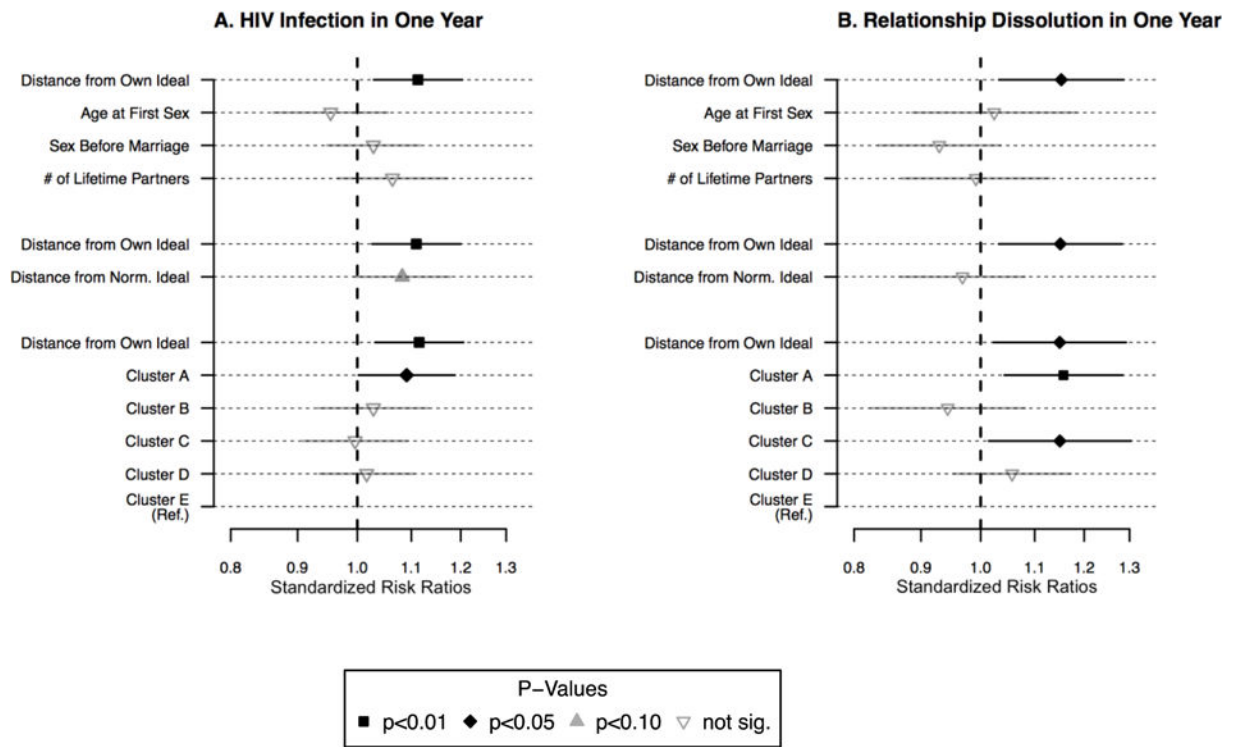 A. HIV Infection in One Year
Distance from Own Ideal
Age at First Sex
Sex Before Marriage
# of Lifetime Partners
Distance from Own Ideal
Distance from Norm. Ideal
Distance from Own Ideal
Cluster A
Cluster B
Cluster C
Cluster D
Cluster E
(Ref.)
0.8 0.9 1.0 1.1 1.2 1.3
Standardized Risk Ratios
B. Relationship Dissolution in One Year
Distance from Own Ideal
Age at First Sex
Sex Before Marriage
# of Lifetime Partners
Distance from Own Ideal
Distance from Norm. Ideal
Distance from Own Ideal
Cluster A
Cluster B
Cluster C
Cluster D
Cluster E
(Ref.)
0.8 0.9 1.0 1.1 1.2 1.3
Standardized Risk Ratios
P−Values
p<0.01 p<0.05 p<0.10 not sig.